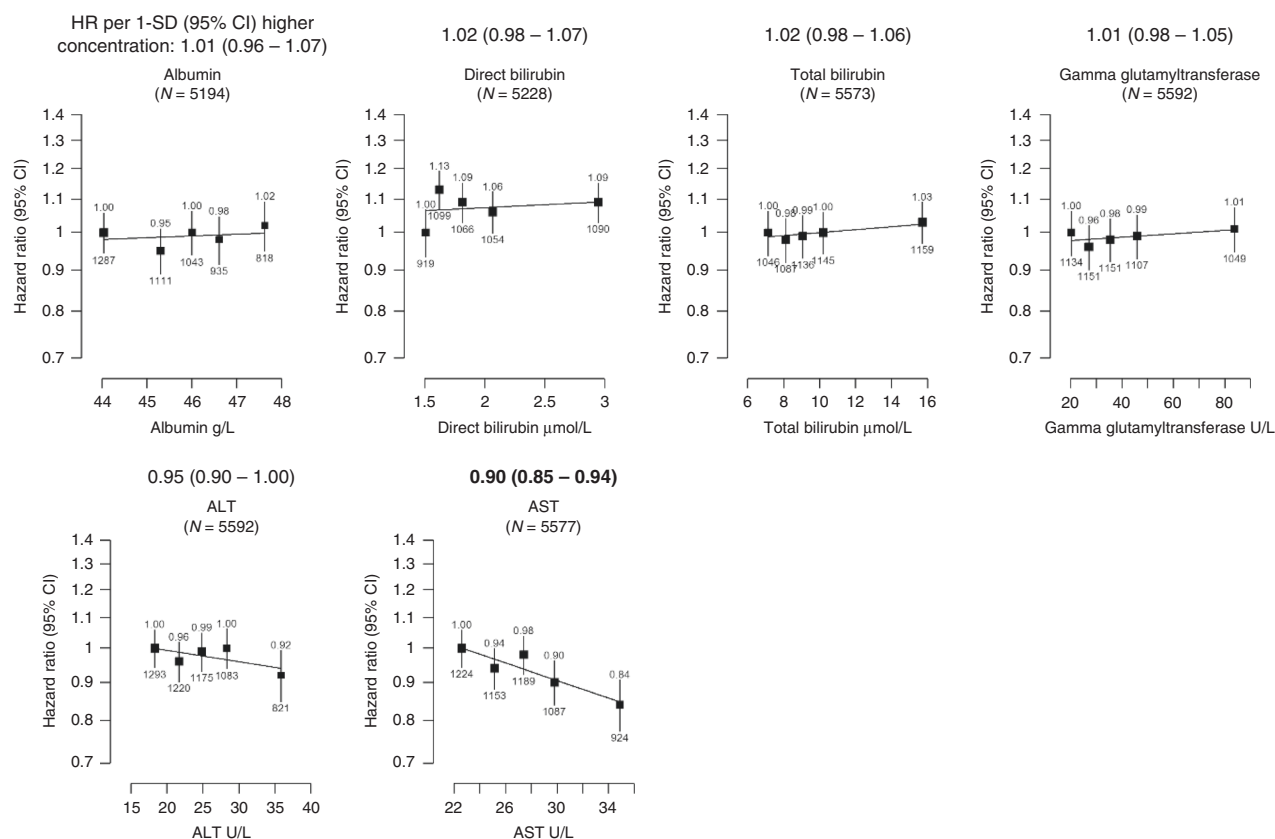 HR per 1-SD (95% CI) higher
concentration: 1.01 (0.96 – 1.07)
Albumin
(N = 5194)
Hazard ratio (95% CI)
1.4
1.3
1.2
1.1
1
0.9
0.8
0.7
1.00
0.95
1.00
0.98
1.02
1287
1111
1043
935
818
44 45 46 47 48
Albumin g/L
1.02 (0.98 – 1.07)
Direct bilirubin
(N = 5228)
Hazard ratio (95% CI)
1.4
1.3
1.2
1.1
1
0.9
0.8
0.7
1.00
1.13
1.09
1.06
1.09
919
1099
1066
1054
1090
1.5 2 2.5 3
Direct bilirubin μmol/L
1.02 (0.98 – 1.06)
Total bilirubin
(N = 5573)
Hazard ratio (95% CI)
1.4
1.3
1.2
1.1
1
0.9
0.8
0.7
1.00
0.98
0.99
1.00
1.03
1046
1087
1136
1145
1159
6 8 10 12 14 16
Total bilirubin μmol/L
1.01 (0.98 – 1.05)
Gamma glutamyltransferase
(N = 5592)
Hazard ratio (95% CI)
1.4
1.3
1.2
1.1
1
0.9
0.8
0.7
1.00
0.96
0.98
0.99
1.01
1134
1151
1151
1107
1049
20 40 60 80
Gamma glutamyltransferase U/L
0.95 (0.90 – 1.00)
ALT
(N = 5592)
Hazard ratio (95% CI)
1.4
1.3
1.2
1.1
1
0.9
0.8
0.7
1.00
0.96
0.99
1.00
0.92
1293
1220
1175
1083
821
15 20 25 30 35 40
ALT U/L
0.90 (0.85 – 0.94)
AST
(N = 5577)
Hazard ratio (95% CI)
1.4
1.3
1.2
1.1
1
0.9
0.8
0.7
1.00
0.94
0.98
0.90
0.84
1224
1153
1189
1087
924
22 26 30 34
AST U/L